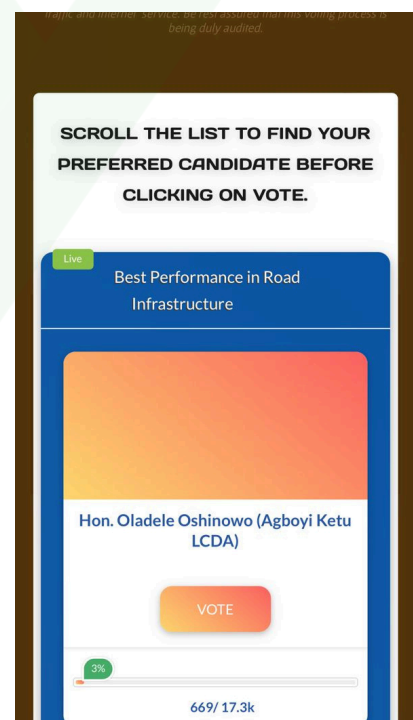 traffic and internet service. Be rest assured that this voting process is
being duly audited.
SCROLL THE LIST TO FIND YOUR
PREFERRED CANDIDATE BEFORE
CLICKING ON VOTE.
Live
Best Performance in Road
Infrastructure
Hon. Oladele Oshinowo (Agboyi Ketu
LCDA)
VOTE
3%
669/ 17.3k